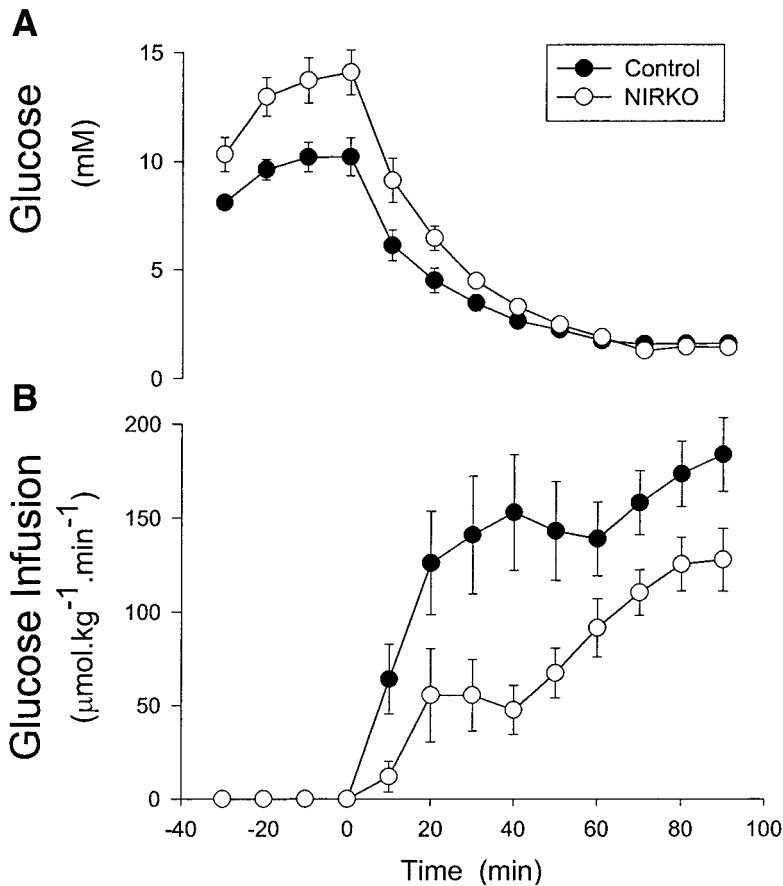 A
Glucose
(mM)
15
10
5
0
Control
NIRKO
B
Glucose Infusion
(μmol.kg⁻¹.min⁻¹)
200
150
100
50
0
-40 -20 0 20 40 60 80 100
Time (min)